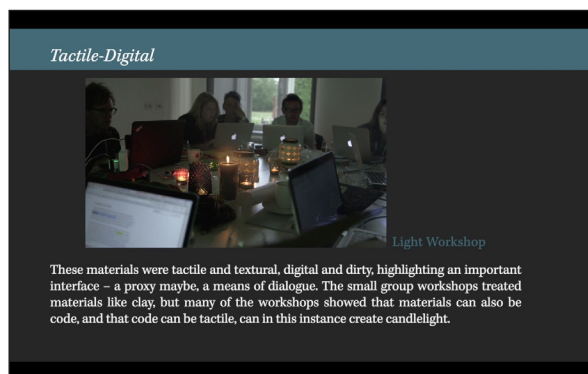 Tactile-Digital
Light Workshop
These materials were tactile and textural, digital and dirty, highlighting an important
interface – a proxy maybe, a means of dialogue. The small group workshops treated
materials like clay, but many of the workshops showed that materials can also be
code, and that code can be tactile, can in this instance create candlelight.